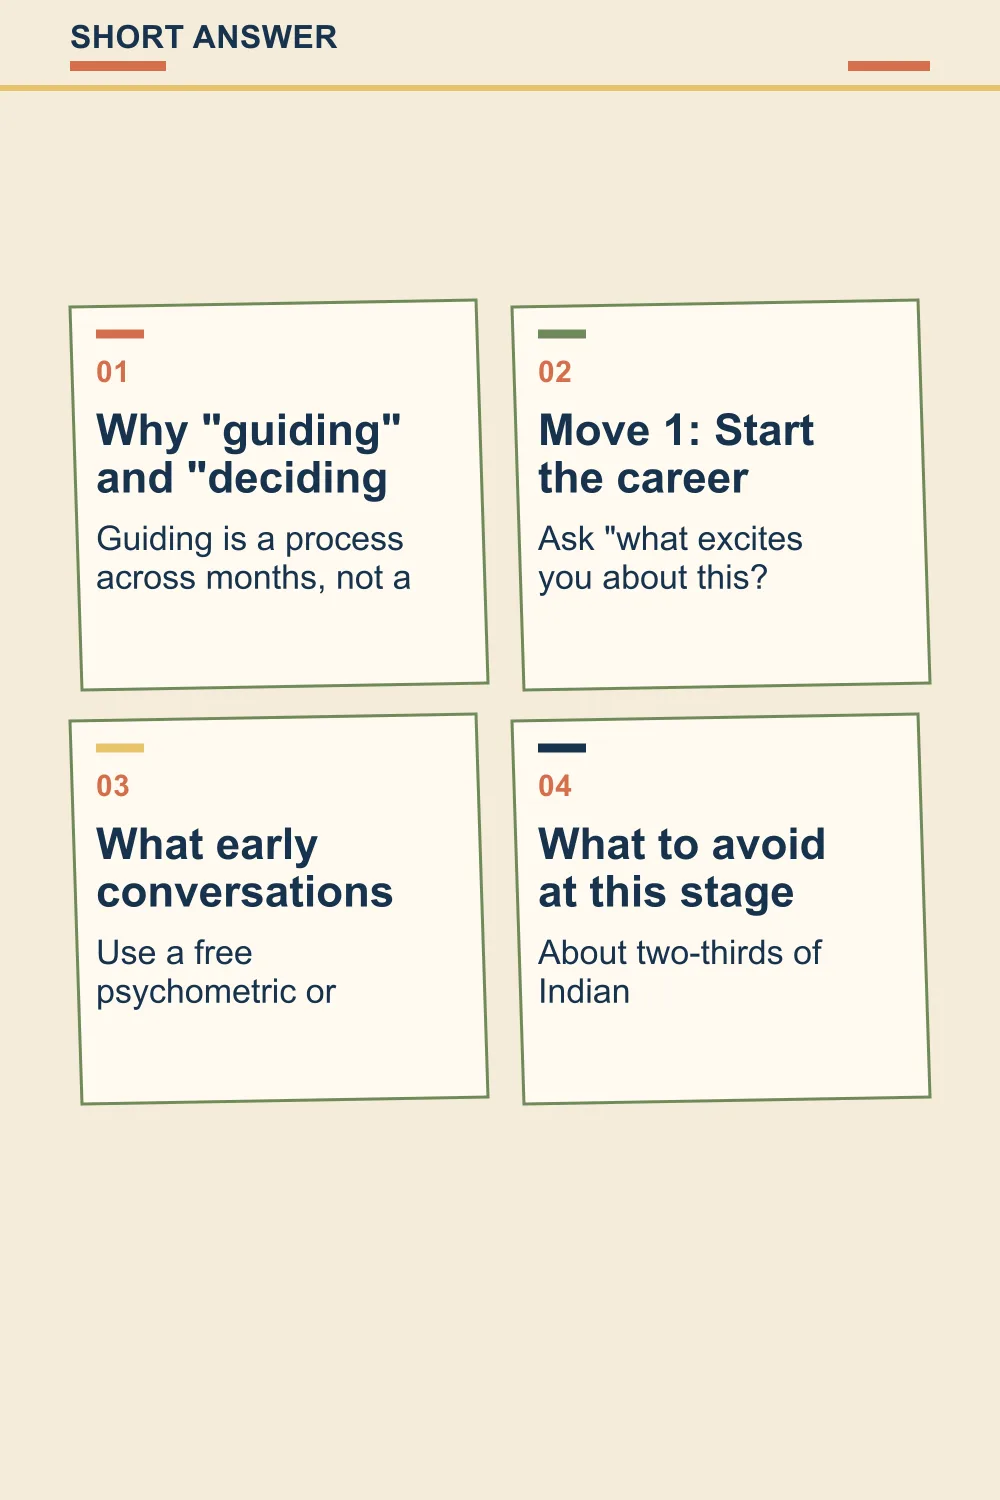 SHORT ANSWER
01
Why "guiding"
and "deciding
Guiding is a process
across months, not a
02
Move 1: Start
the career
Ask "what excites
you about this?
03
What early
conversations
Use a free
psychometric or
04
What to avoid
at this stage
About two-thirds of
Indian